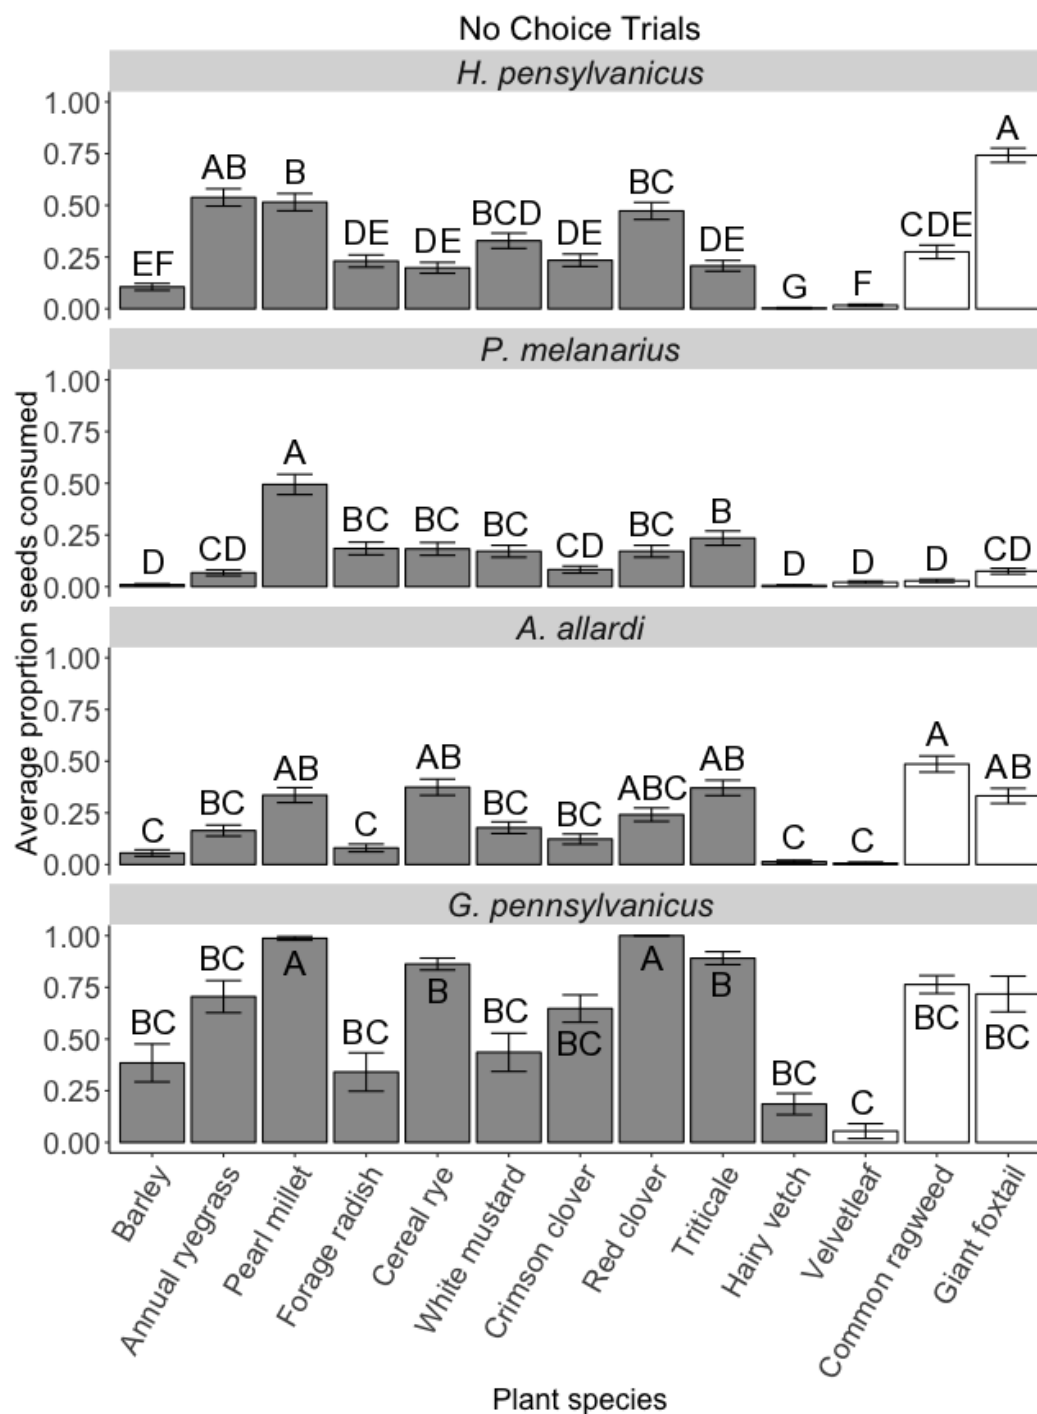 No Choice Trials
H. pensylvanicus
1.00
0.75
0.50
0.25
0.00
EF AB B DE DE BCD DE BC DE G F CDE A
P. melanarius
1.00
0.75
0.50
0.25
0.00
D CD A BC BC BC CD BC B D D D CD
A. allardi
1.00
0.75
0.50
0.25
0.00
C BC AB C AB BC BC ABC AB C C A AB
G. pennsylvanicus
1.00
0.75
0.50
0.25
0.00
BC BC A BC B BC BC A B BC C BC BC
Average proprtion seeds consumed
Barley
Annual ryegrass
Pearl millet
Forage radish
Cereal rye
White mustard
Crimson clover
Red clover
Triticale
Hairy vetch
Velvetleaf
Common ragweed
Giant foxtail
Plant species